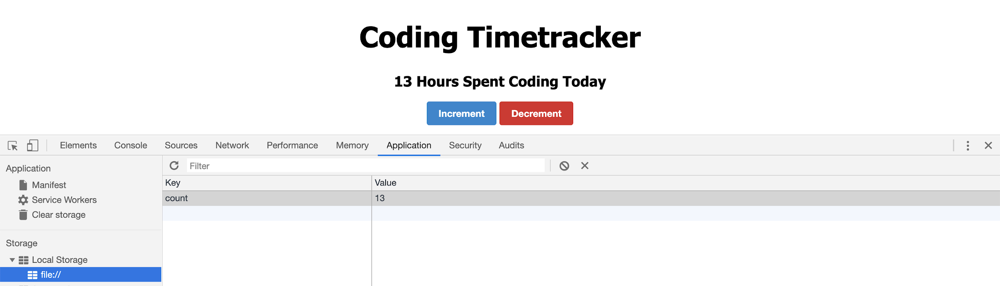 Coding Timetracker
13 Hours Spent Coding Today
Increment Decrement
Elements Console Sources Network Performance Memory Application Security Audits
Application
Filter
Manifest
Service Workers
Clear storage
Key Value
count 13
Storage
Local Storage
file://